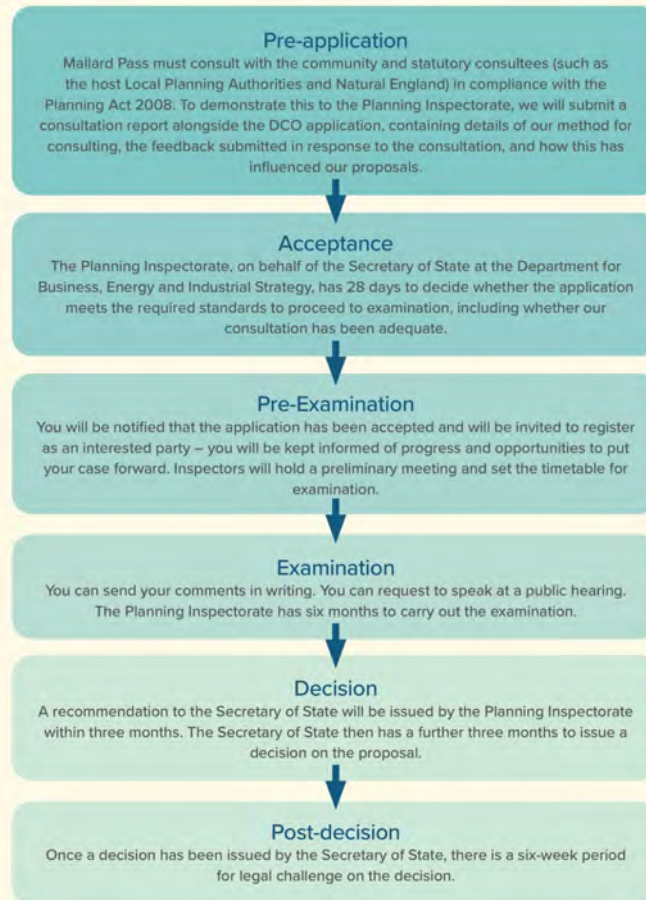 Pre-application
Mallard Pass must consult with the community and statutory consultees (such as
the host Local Planning Authorities and Natural England) in compliance with the
Planning Act 2008. To demonstrate this to the Planning Inspectorate, we will submit a
consultation report alongside the DCO application, containing details of our method for
consulting, the feedback submitted in response to the consultation, and how this has
influenced our proposals.
Acceptance
The Planning Inspectorate, on behalf of the Secretary of State at the Department for
Business, Energy and Industrial Strategy, has 28 days to decide whether the application
meets the required standards to proceed to examination, including whether our
consultation has been adequate.
Pre-Examination
You will be notified that the application has been accepted and will be invited to register
as an interested party – you will be kept informed of progress and opportunities to put
your case forward. Inspectors will hold a preliminary meeting and set the timetable for
examination.
Examination
You can send your comments in writing. You can request to speak at a public hearing.
The Planning Inspectorate has six months to carry out the examination.
Decision
A recommendation to the Secretary of State will be issued by the Planning Inspectorate
within three months. The Secretary of State then has a further three months to issue a
decision on the proposal.
Post-decision
Once a decision has been issued by the Secretary of State, there is a six-week period
for legal challenge on the decision.